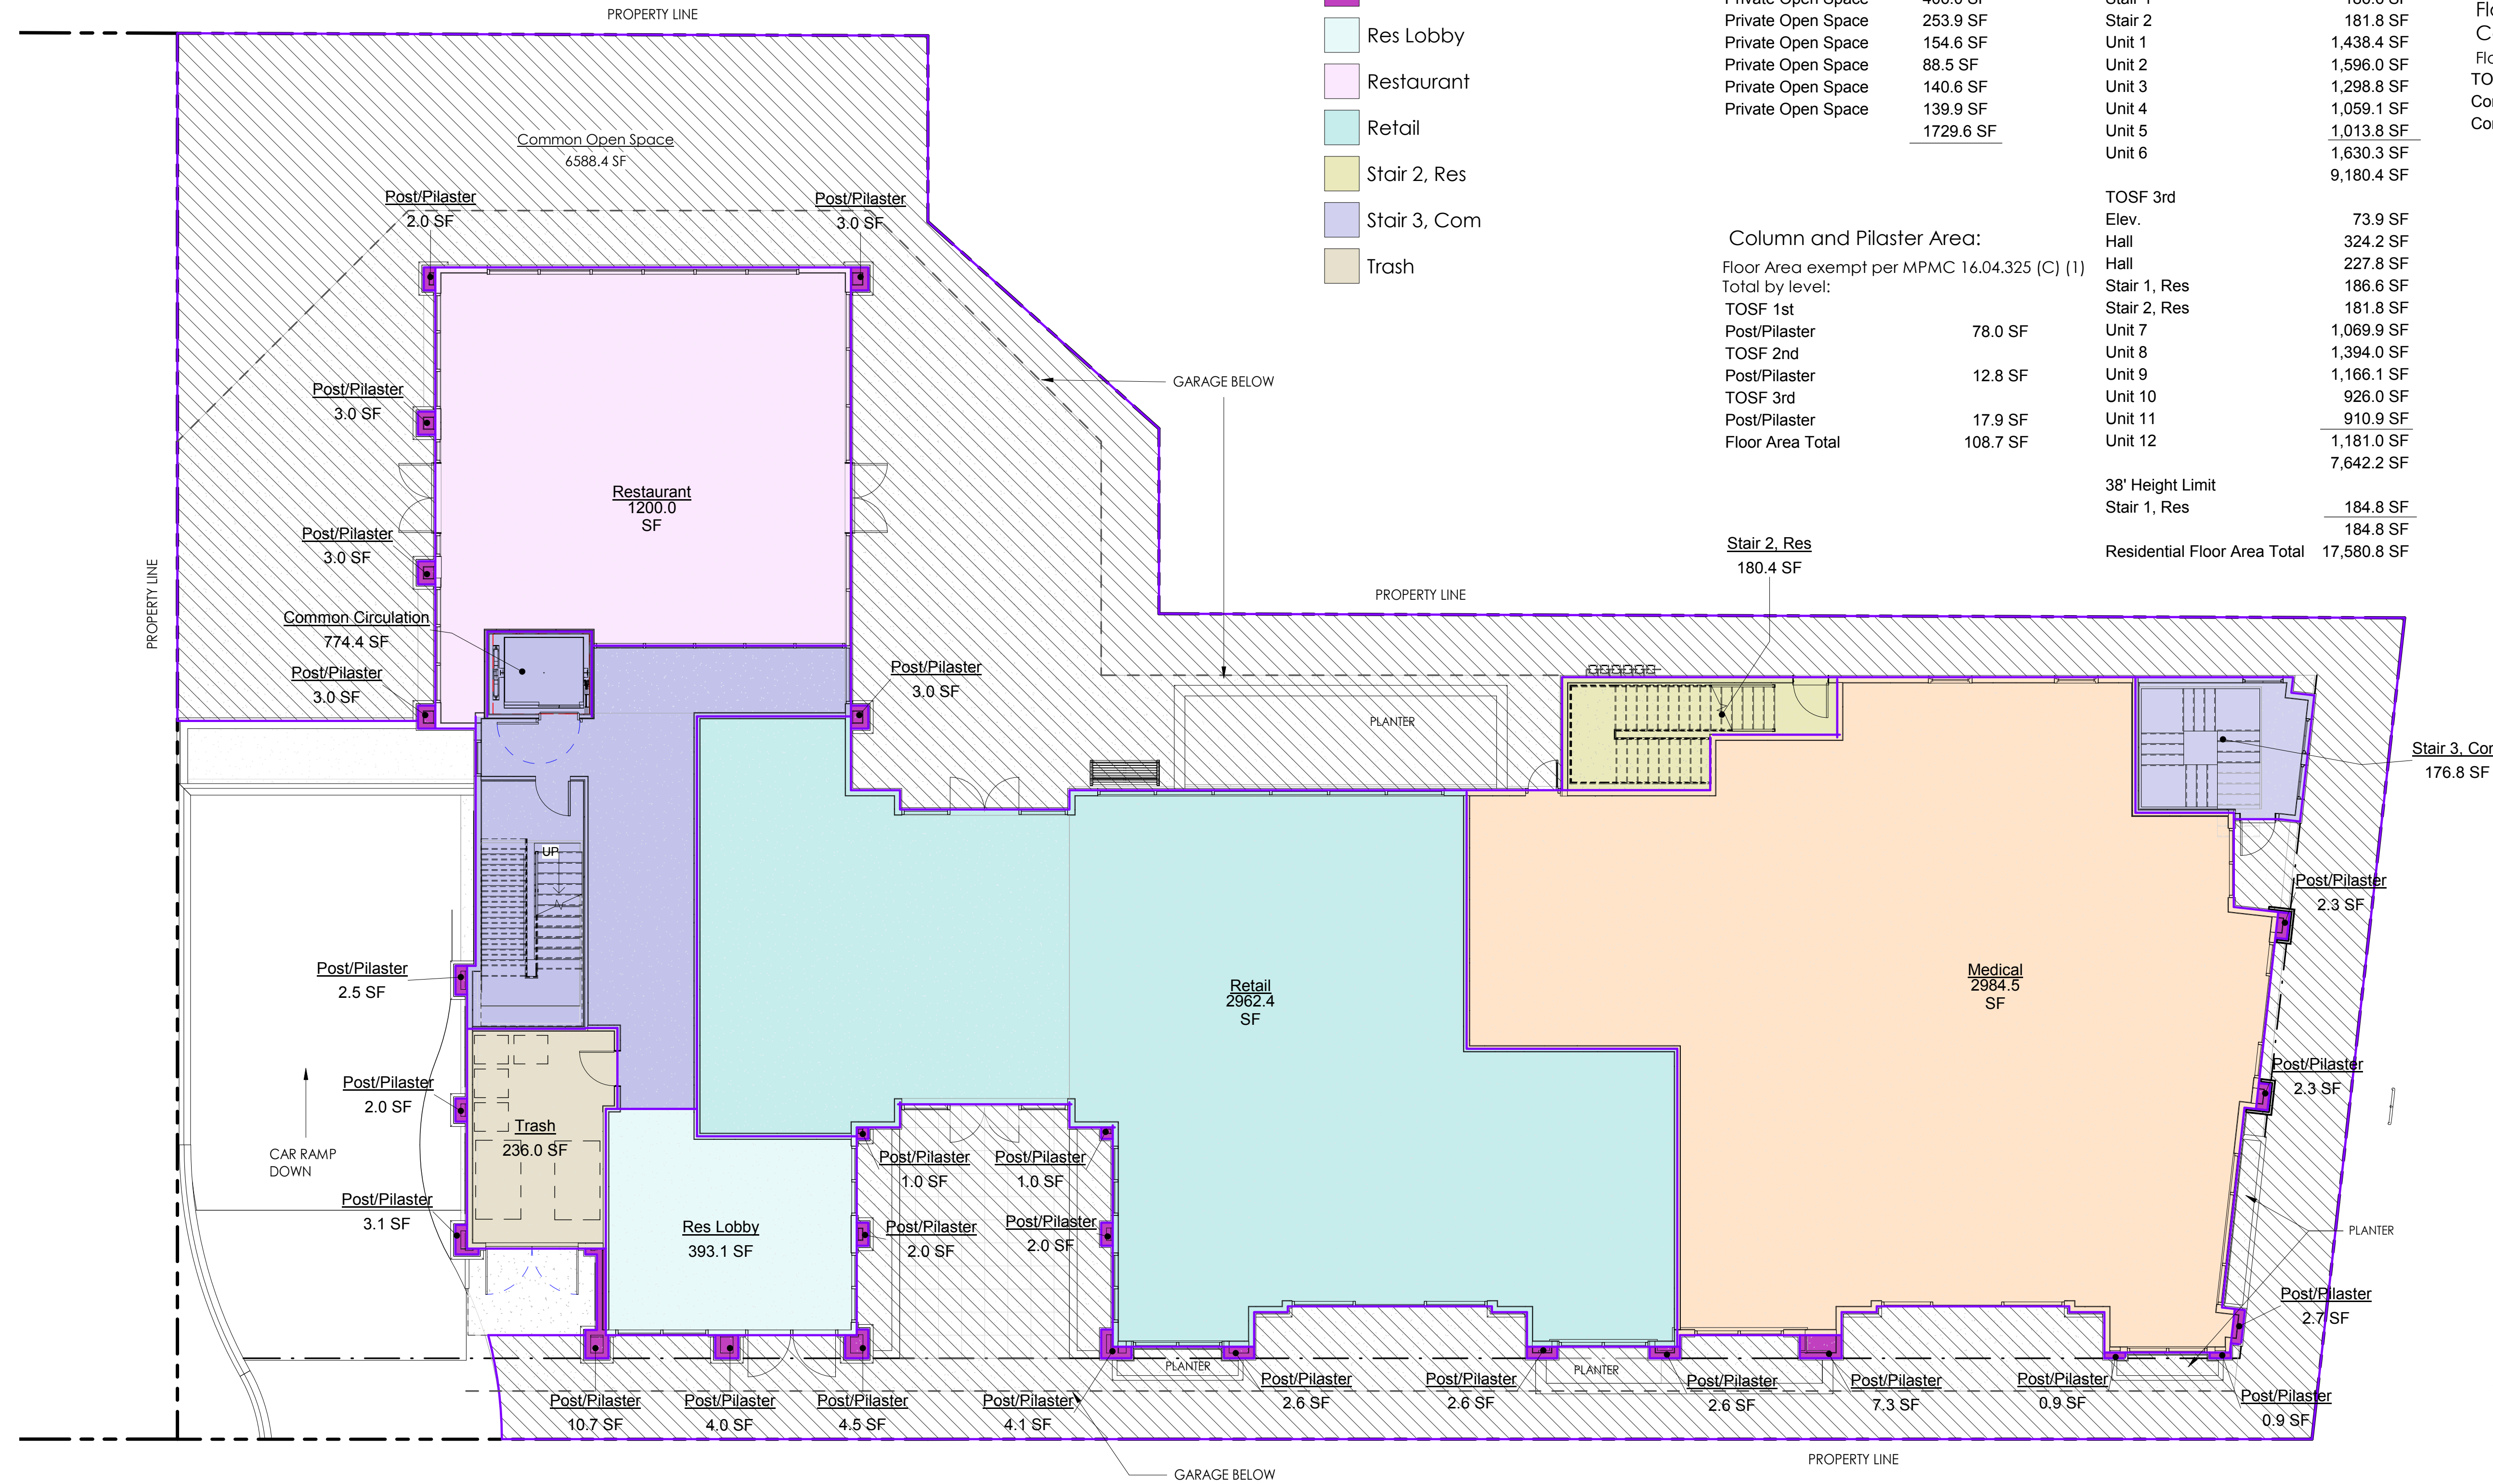 PROPERTY LINE
Res Lobby
Restaurant
Retail
Stair 2, Res
Stair 3, Com
Trash
Private Open Space 253.9 SF
Private Open Space 154.6 SF
Private Open Space 88.5 SF
Private Open Space 140.6 SF
Private Open Space 139.9 SF
1729.6 SF
Stair 2 181.8 SF
Unit 1 1,438.4 SF
Unit 2 1,596.0 SF
Unit 3 1,298.8 SF
Unit 4 1,059.1 SF
Unit 5 1,013.8 SF
Unit 6 1,630.3 SF
9,180.4 SF
TOSF 3rd
Elev. 73.9 SF
Hall 324.2 SF
Hall 227.8 SF
Stair 1, Res 186.6 SF
Stair 2, Res 181.8 SF
Unit 7 1,069.9 SF
Unit 8 1,394.0 SF
Unit 9 1,166.1 SF
Unit 10 926.0 SF
Unit 11 910.9 SF
Unit 12 1,181.0 SF
7,642.2 SF
38' Height Limit
Stair 1, Res 184.8 SF
184.8 SF
Residential Floor Area Total 17,580.8 SF
Column and Pilaster Area:
Floor Area exempt per MPMC 16.04.325 (C) (1)
Total by level:
TOSF 1st
Post/Pilaster 78.0 SF
TOSF 2nd
Post/Pilaster 12.8 SF
TOSF 3rd
Post/Pilaster 17.9 SF
Floor Area Total 108.7 SF
Common Open Space
6588.4 SF
Post/Pilaster
2.0 SF
Post/Pilaster
3.0 SF
GARAGE BELOW
Post/Pilaster
3.0 SF
Restaurant
1200.0
SF
Post/Pilaster
3.0 SF
PROPERTY LINE
Common Circulation
774.4 SF
Post/Pilaster
3.0 SF
Post/Pilaster
3.0 SF
PROPERTY LINE
Stair 2, Res
180.4 SF
PLANTER
Stair 3, Cor
176.8 SF
UP
Post/Pilaster
2.3 SF
Post/Pilaster
2.5 SF
Retail
2962.4
SF
Medical
2984.5
SF
Post/Pilaster
2.3 SF
Post/Pilaster
2.0 SF
Trash
236.0 SF
CAR RAMP
DOWN
Post/Pilaster
3.1 SF
Res Lobby
393.1 SF
Post/Pilaster
1.0 SF
Post/Pilaster
1.0 SF
Post/Pilaster
2.0 SF
Post/Pilaster
2.0 SF
PLANTER
Post/Pilaster
2.7 SF
PLANTER
PLANTER
Post/Pilaster
10.7 SF
Post/Pilaster
4.0 SF
Post/Pilaster
4.5 SF
Post/Pilaster
4.1 SF
Post/Pilaster
2.6 SF
Post/Pilaster
2.6 SF
Post/Pilaster
2.6 SF
Post/Pilaster
7.3 SF
Post/Pilaster
0.9 SF
Post/Pilaster
0.9 SF
PROPERTY LINE
GARAGE BELOW